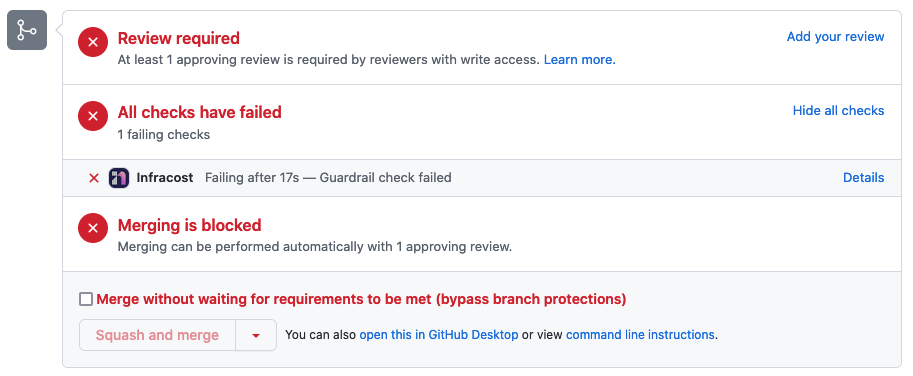 Review required
Add your review
At least 1 approving review is required by reviewers with write access. Learn more.
All checks have failed
Hide all checks
1 failing checks
Infracost Failing after 17s — Guardrail check failed
Details
Merging is blocked
Merging can be performed automatically with 1 approving review.
Merge without waiting for requirements to be met (bypass branch protections)
Squash and merge
You can also open this in GitHub Desktop or view command line instructions.